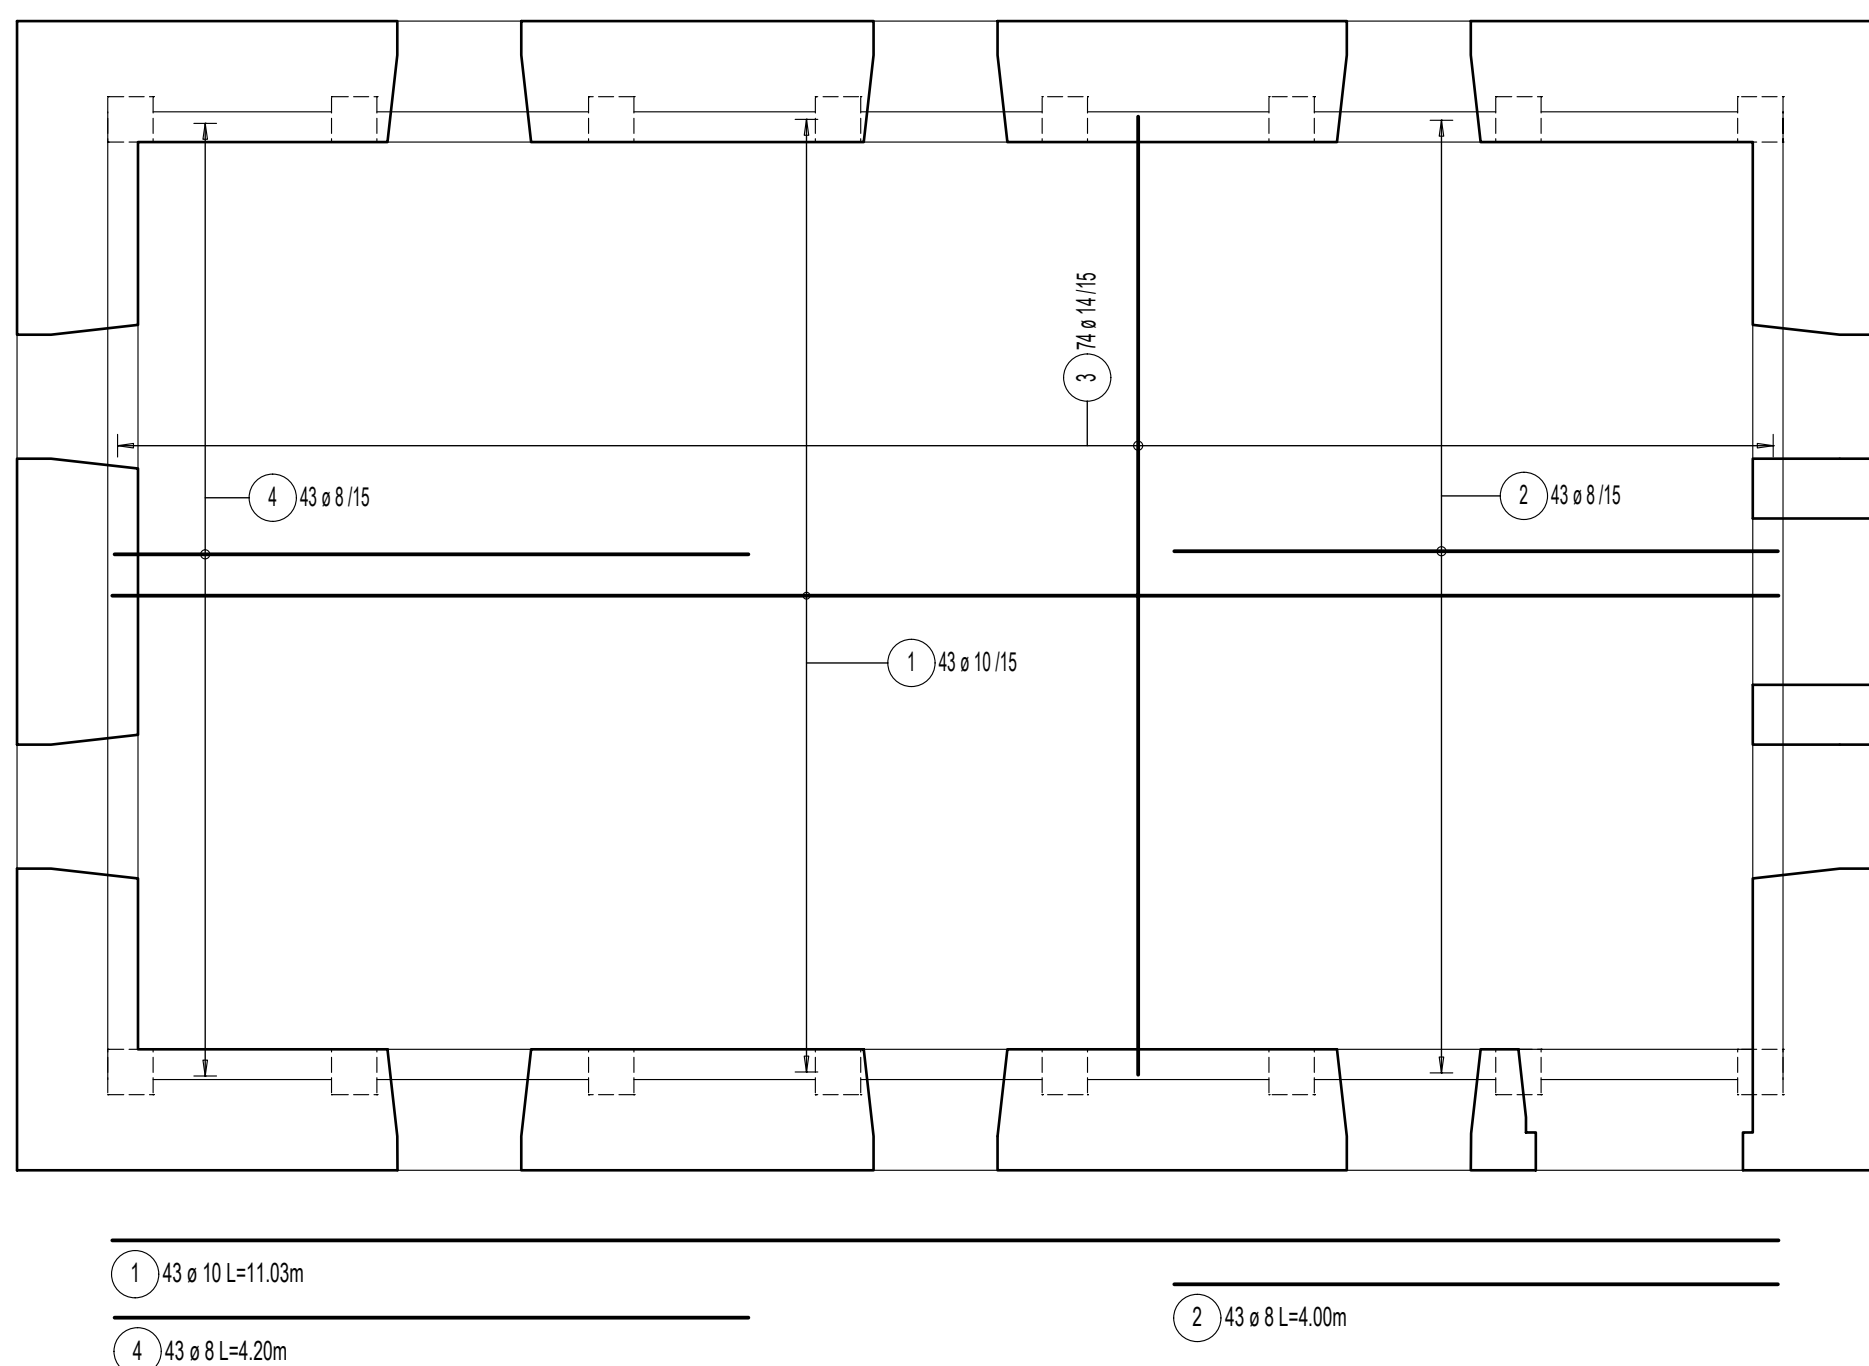 3 74 ø 14 /15
4 43 ø 8 /15
2 43 ø 8 /15
1 43 ø 10 /15
1 43 ø 10 L=11.03m
2 43 ø 8 L=4.00m
4 43 ø 8 L=4.20m